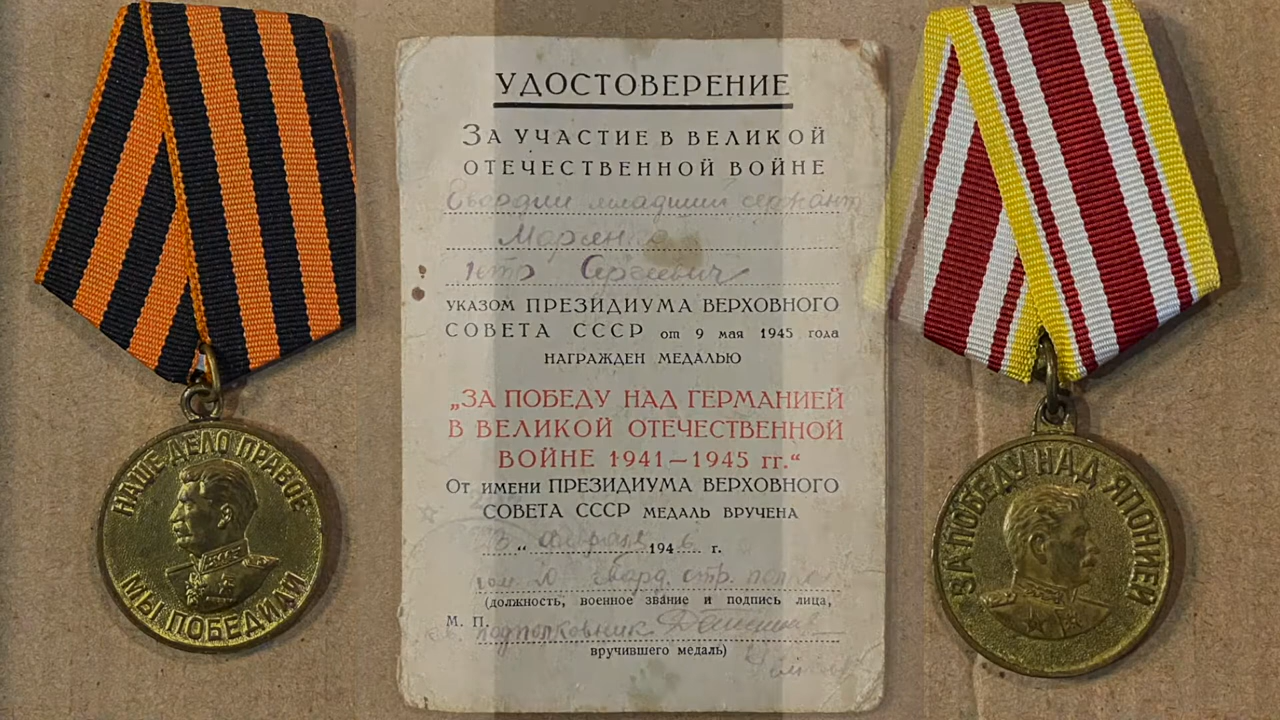 НАШЕ ДЕЛО ПРАВОЕ
МЫ ПОБЕДИЛИ
УДОСТОВЕРЕНИЕ
ЗА УЧАСТИЕ В ВЕЛИКОЙ
ОТЕЧЕСТВЕННОЙ ВОЙНЕ
Гвардии младший сержант
Сергеевич
УКАЗОМ ПРЕЗИДИУМА ВЕРХОВНОГО
СОВЕТА СССР от 9 мая 1945 года
НАГРАЖДЕН МЕДАЛЬЮ
„ЗА ПОБЕДУ НАД ГЕРМАНИЕЙ
В ВЕЛИКОЙ ОТЕЧЕСТВЕННОЙ
ВОЙНЕ 1941—1945 гг.“
От имени ПРЕЗИДИУМА ВЕРХОВНОГО
СОВЕТА СССР МЕДАЛЬ ВРУЧЕНА
“ 1946 г.
гвард. стр.
(должность, военное звание и подпись лица,
М. П.
подполковник
вручившего медаль)
ЗА ПОБЕДУ НАД ЯПОНИЕЙ